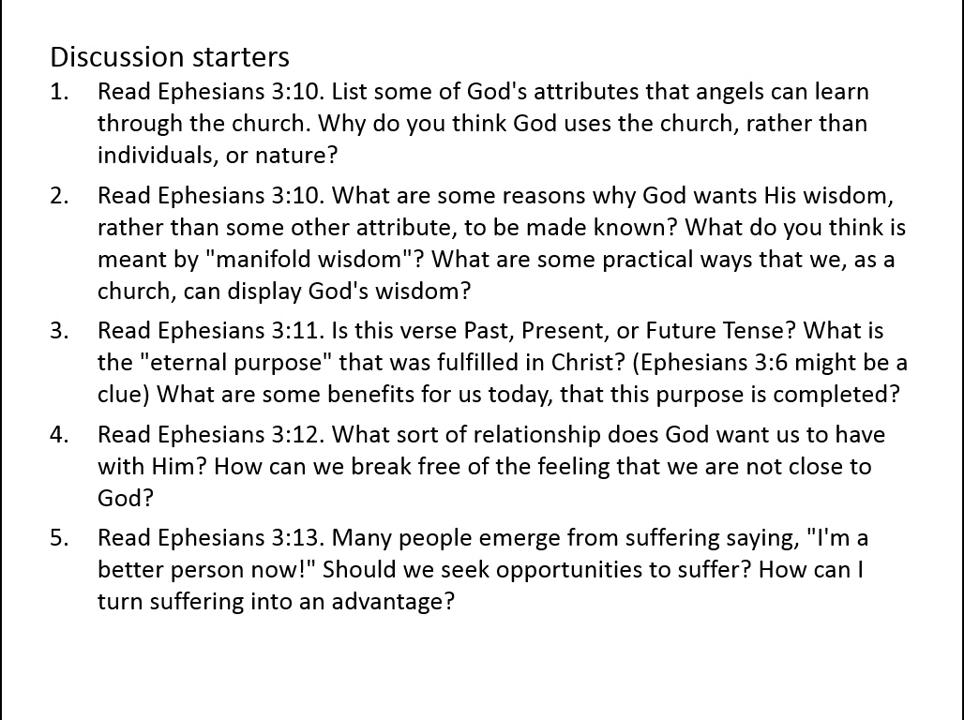 Discussion starters
1. Read Ephesians 3:10. List some of God's attributes that angels can learn
through the church. Why do you think God uses the church, rather than
individuals, or nature?
2. Read Ephesians 3:10. What are some reasons why God wants His wisdom,
rather than some other attribute, to be made known? What do you think is
meant by "manifold wisdom"? What are some practical ways that we, as a
church, can display God's wisdom?
3. Read Ephesians 3:11. Is this verse Past, Present, or Future Tense? What is
the "eternal purpose" that was fulfilled in Christ? (Ephesians 3:6 might be a
clue) What are some benefits for us today, that this purpose is completed?
4. Read Ephesians 3:12. What sort of relationship does God want us to have
with Him? How can we break free of the feeling that we are not close to
God?
5. Read Ephesians 3:13. Many people emerge from suffering saying, "I'm a
better person now!" Should we seek opportunities to suffer? How can I
turn suffering into an advantage?